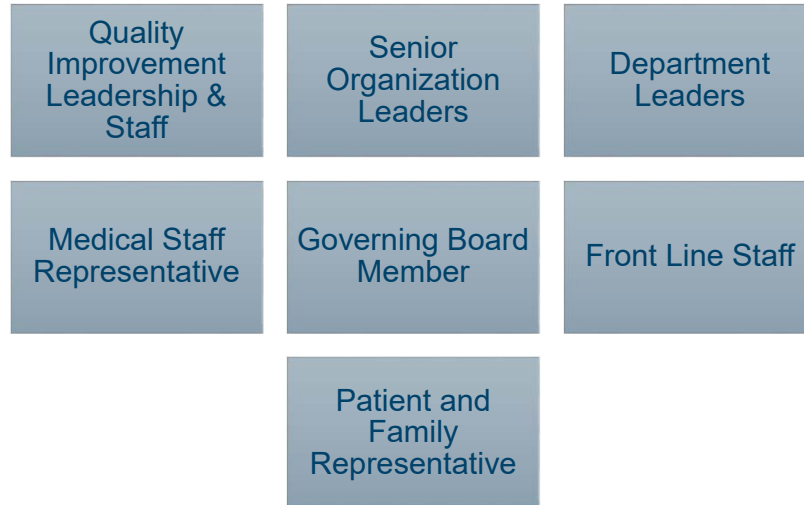 Quality
Improvement
Leadership &
Staff
Senior
Organization
Leaders
Department
Leaders
Medical Staff
Representative
Governing Board
Member
Front Line Staff
Patient and
Family
Representative